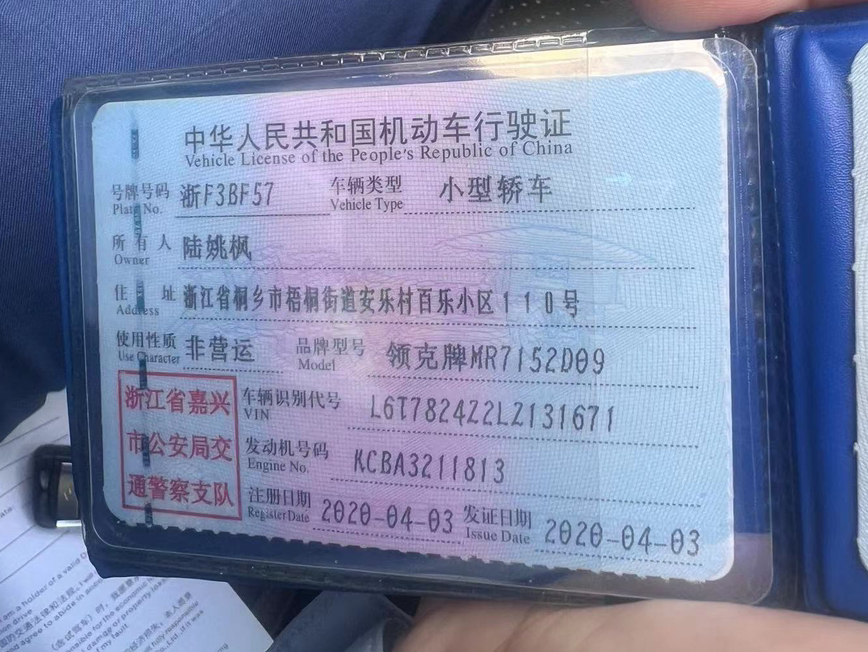 中华人民共和国机动车行驶证
Vehicle License of the People's Republic of China
号牌号码 浙F3BF57 车辆类型 小型轿车
Plate No. Vehicle Type
所有人 陆姚枫
Owner
住址 浙江省桐乡市梧桐街道安乐村百乐小区110号
Address
使用性质 非营运 品牌型号 领克牌MR7152D09
Use Character Model
浙江省嘉兴
市公安局交
通警察支队
车辆识别代号 L6T7824Z2LZ131671
VIN
发动机号码 KCBA3211813
Engine No.
注册日期 2020-04-03 发证日期 2020-04-03
Register Date Issue Date
am a holder of a valid